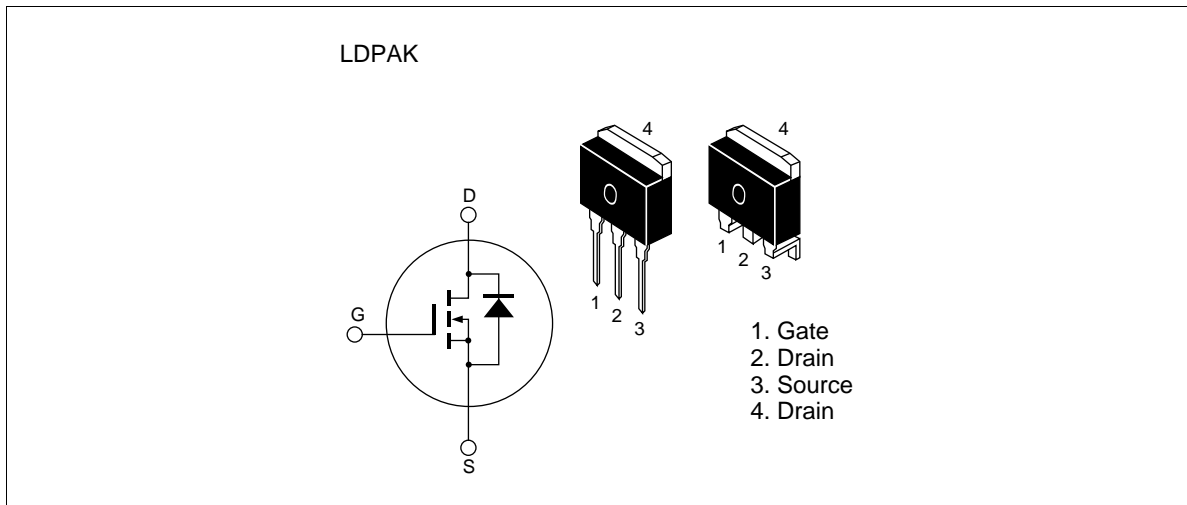 LDPAK
4
4
D
G
S
1
2
3
1
2
3
1. Gate
2. Drain
3. Source
4. Drain